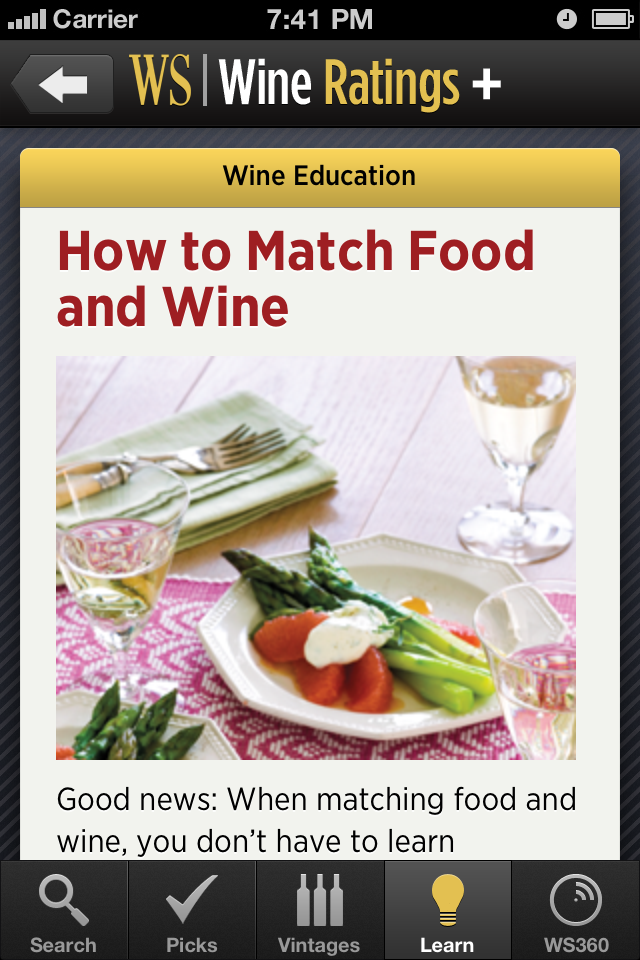 Carrier 7:41 PM
WS | Wine Ratings +
Wine Education
How to Match Food
and Wine
Good news: When matching food and
wine, you don’t have to learn
Search Picks Vintages Learn WS360